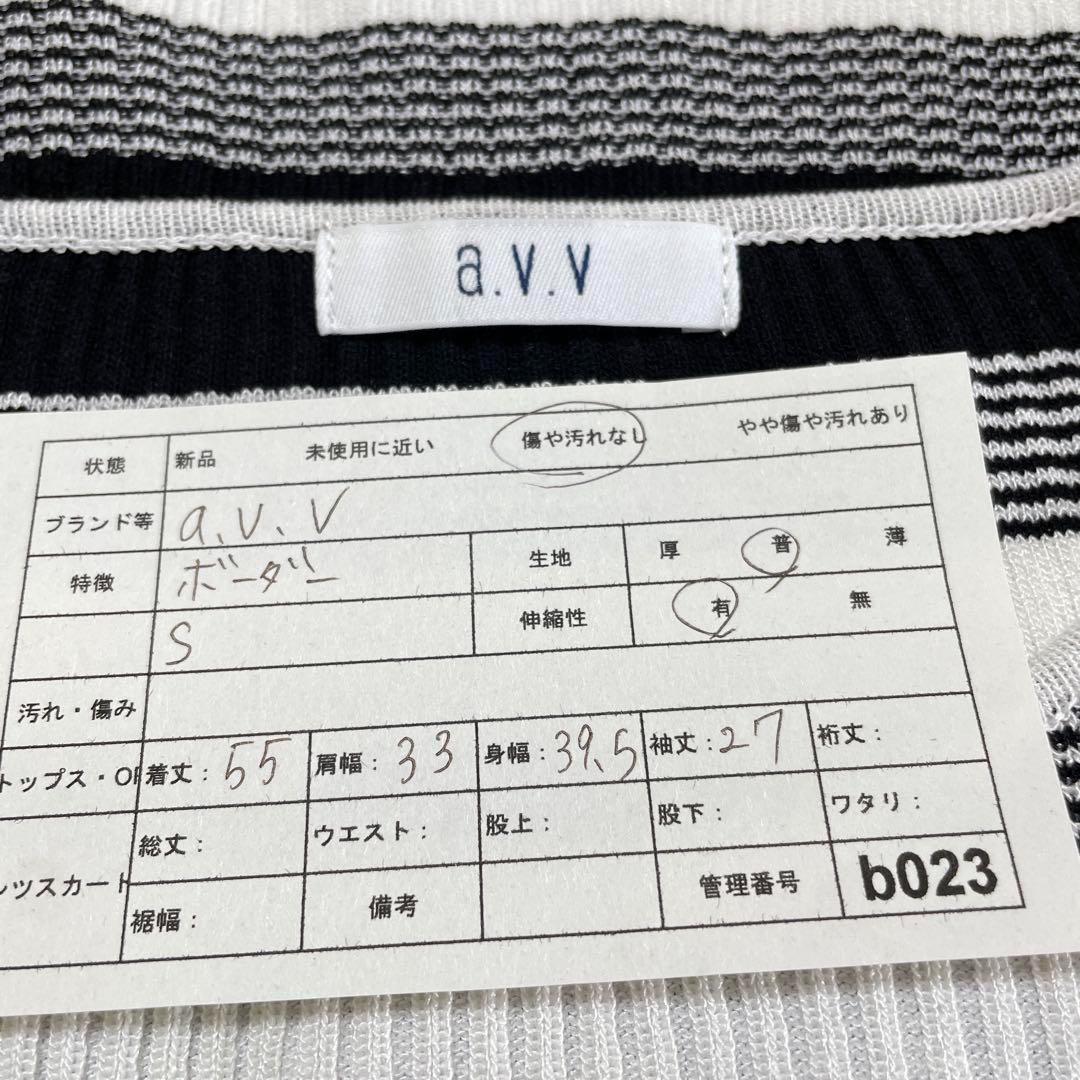 a.v.v
状態 新品 未使用に近い 傷や汚れなし やや傷や汚れあり
ブランド等 a.v.v
特徴 ボーダー 生地 厚 普 薄
S 伸縮性 有 無
汚れ・傷み
トップス・OP 着丈：55 肩幅：33 身幅：39.5 袖丈：27 裄丈：
総丈： ウエスト： 股上： 股下： ワタリ：
ンツスカート
裾幅： 備考 管理番号 b023